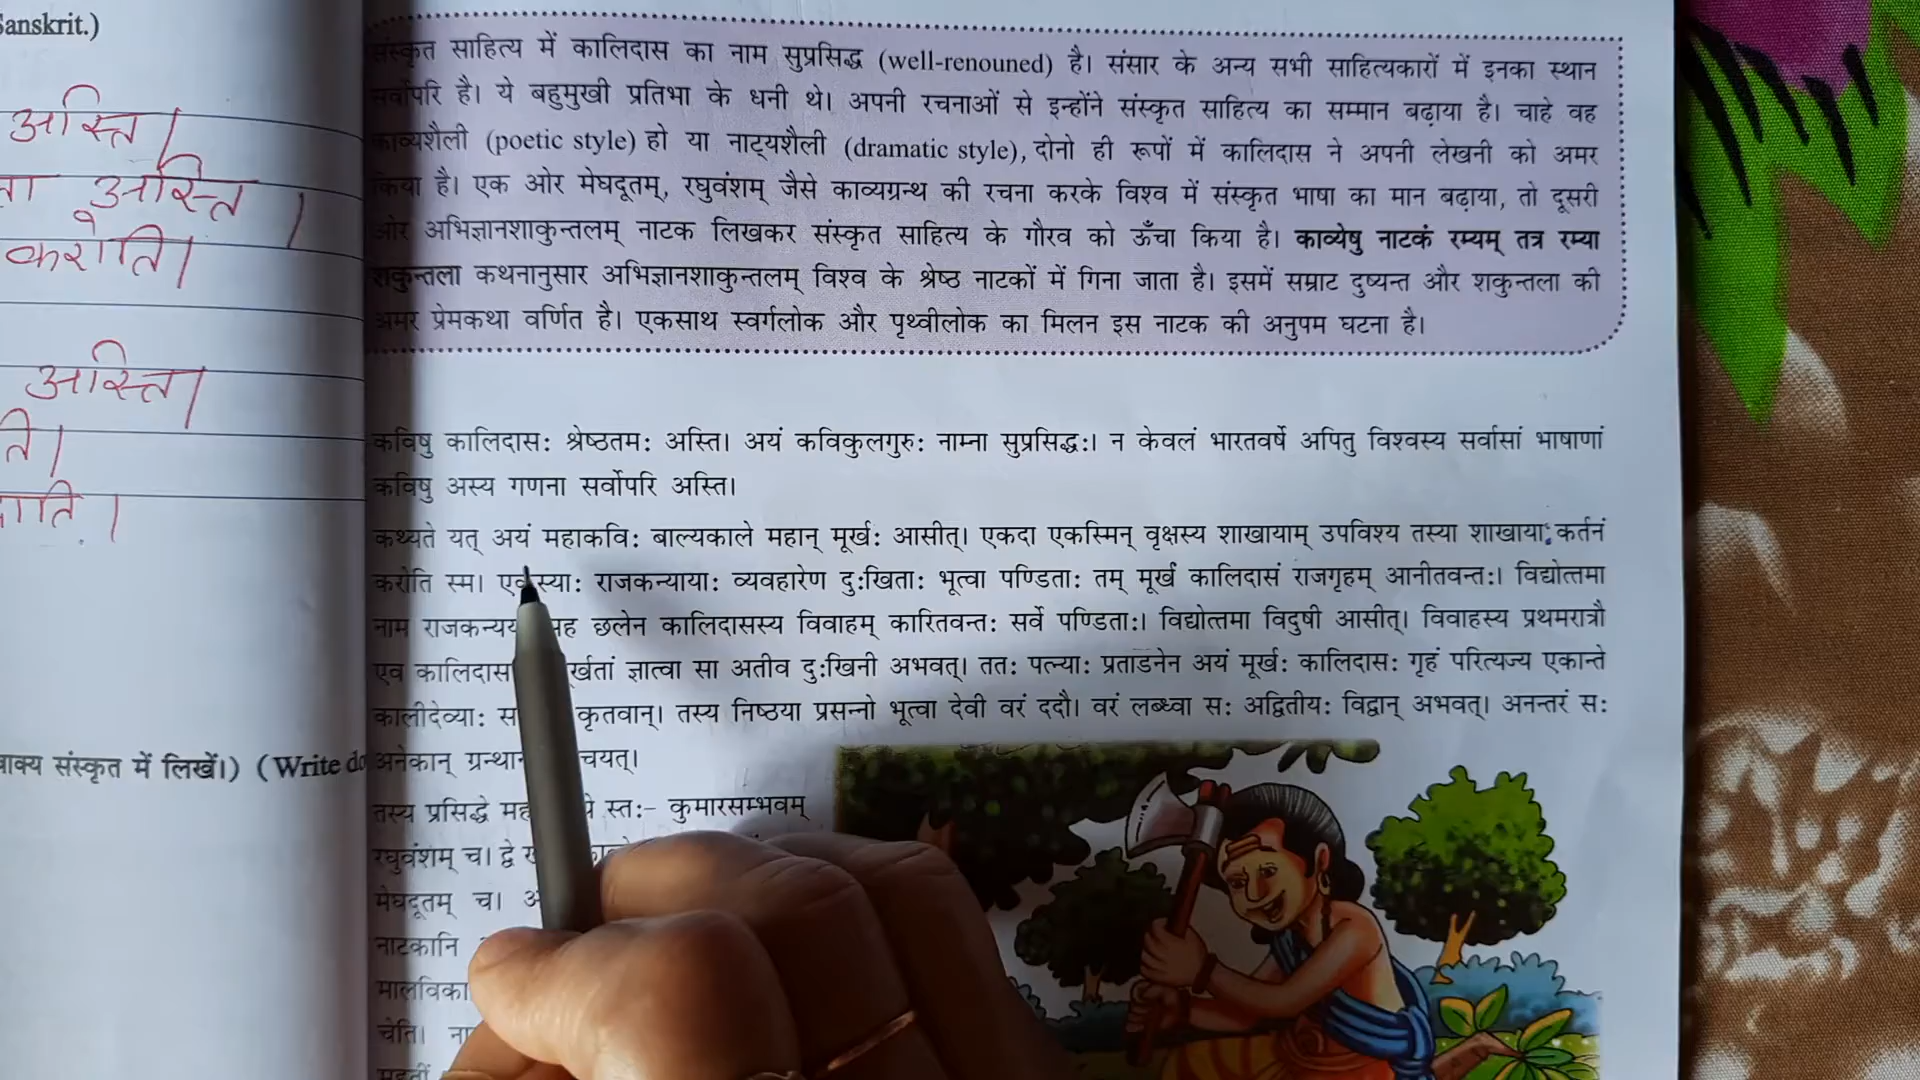 Sanskrit.)
अस्ति।
ता अस्ति।
करोति।
अस्ति।
ति।
वाक्य संस्कृत में लिखें।) (Write do
संस्कृत साहित्य में कालिदास का नाम सुप्रसिद्ध (well-renouned) है। संसार के अन्य सभी साहित्यकारों में इनका स्थान
सर्वोपरि है। ये बहुमुखी प्रतिभा के धनी थे। अपनी रचनाओं से इन्होंने संस्कृत साहित्य का सम्मान बढ़ाया है। चाहे वह
काव्यशैली (poetic style) हो या नाट्यशैली (dramatic style), दोनो ही रूपों में कालिदास ने अपनी लेखनी को अमर
किया है। एक ओर मेघदूतम्, रघुवंशम् जैसे काव्यग्रन्थ की रचना करके विश्व में संस्कृत भाषा का मान बढ़ाया, तो दूसरी
ओर अभिज्ञानशाकुन्तलम् नाटक लिखकर संस्कृत साहित्य के गौरव को ऊँचा किया है। काव्येषु नाटकं रम्यम् तत्र रम्या
शकुन्तला कथनानुसार अभिज्ञानशाकुन्तलम् विश्व के श्रेष्ठ नाटकों में गिना जाता है। इसमें सम्राट दुष्यन्त और शकुन्तला की
अमर प्रेमकथा वर्णित है। एकसाथ स्वर्गलोक और पृथ्वीलोक का मिलन इस नाटक की अनुपम घटना है।
कविषु कालिदासः श्रेष्ठतमः अस्ति। अयं कविकुलगुरुः नाम्ना सुप्रसिद्धः। न केवलं भारतवर्षे अपितु विश्वस्य सर्वासां भाषाणां
कविषु अस्य गणना सर्वोपरि अस्ति।
कथ्यते यत् अयं महाकविः बाल्यकाले महान् मूर्खः आसीत्। एकदा एकस्मिन् वृक्षस्य शाखायाम् उपविश्य तस्या शाखायाः कर्तनं
करोति स्म। एकस्याः राजकन्यायाः व्यवहारेण दुःखिताः भूत्वा पण्डिताः तम् मूर्खं कालिदासं राजगृहम् आनीतवन्तः। विद्योत्तमा
नाम राजकन्यय सह छलेन कालिदासस्य विवाहम् कारितवन्तः सर्वे पण्डिताः। विद्योत्तमा विदुषी आसीत्। विवाहस्य प्रथमरात्रौ
एव कालिदास र्खतां ज्ञात्वा सा अतीव दुःखिनी अभवत्। ततः पत्न्याः प्रताडनेन अयं मूर्खः कालिदासः गृहं परित्यज्य एकान्ते
कालीदेव्याः कृतवान्। तस्य निष्ठया प्रसन्नो भूत्वा देवी वरं ददौ। वरं लब्ध्वा सः अद्वितीयः विद्वान् अभवत्। अनन्तरं सः
अनेकान् ग्रन्थान चयत्।
तस्य प्रसिद्धे मह स्तः- कुमारसम्भवम्
रघुवंशम् च। द्वे
मेघदूतम् च।
नाटकानि
मालविका
चेति। ना